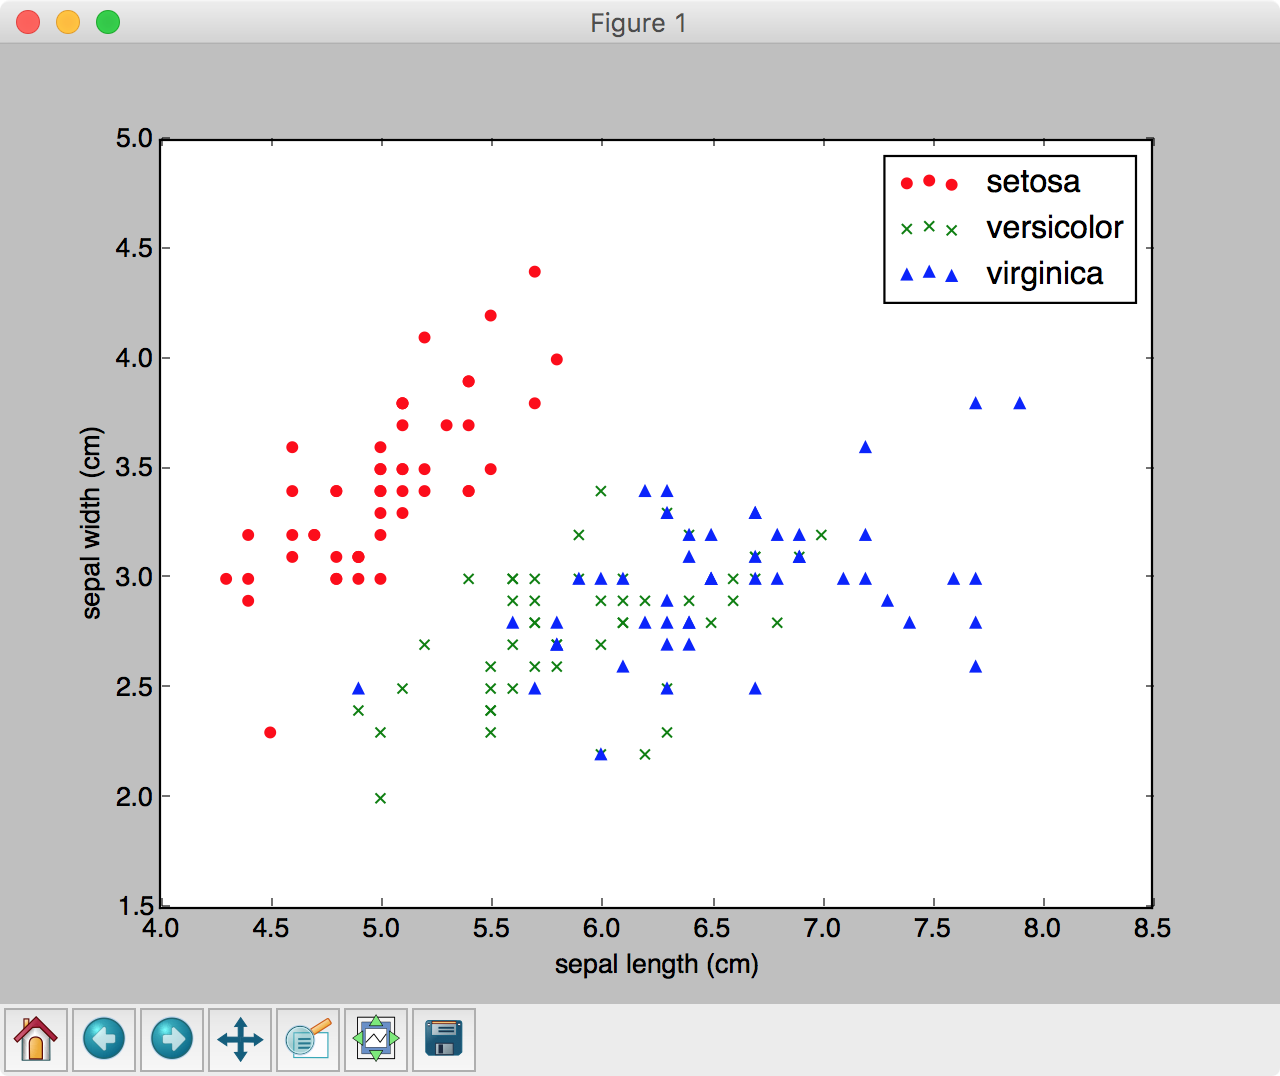 Figure 1
5.0
setosa
versicolor
virginica
4.5
4.0
3.5
sepal width (cm)
3.0
2.5
2.0
1.5
4.0 4.5 5.0 5.5 6.0 6.5 7.0 7.5 8.0 8.5
sepal length (cm)